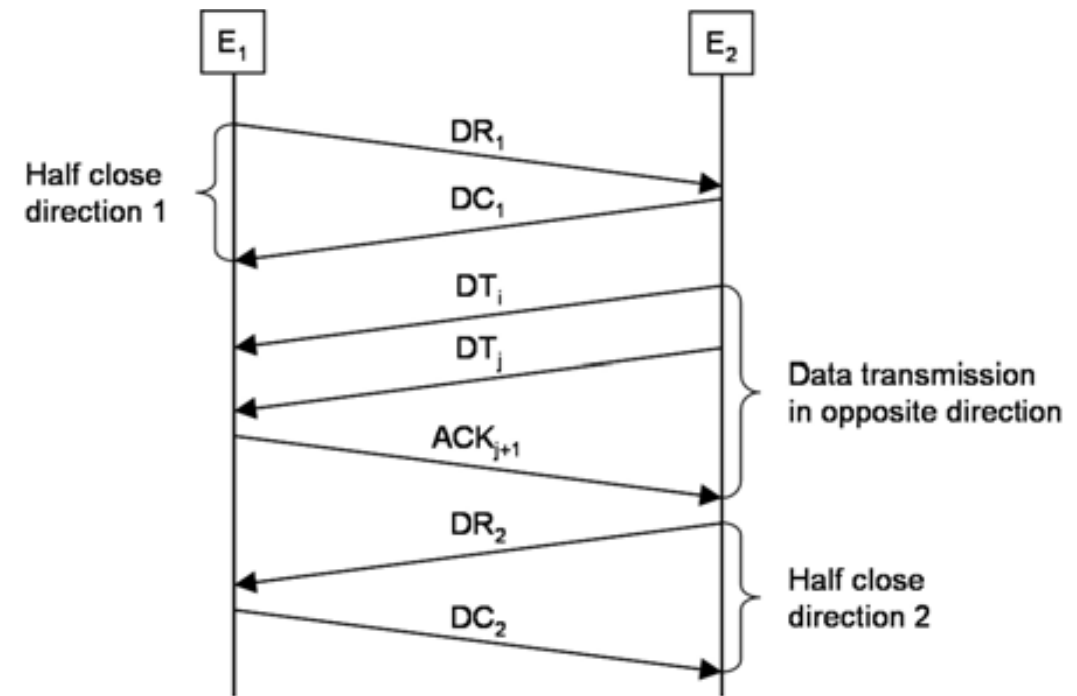 E₁
E₂
DR₁
Half close
direction 1
DC₁
DTᵢ
DTⱼ
Data transmission
in opposite direction
ACKⱼ₊₁
DR₂
Half close
direction 2
DC₂